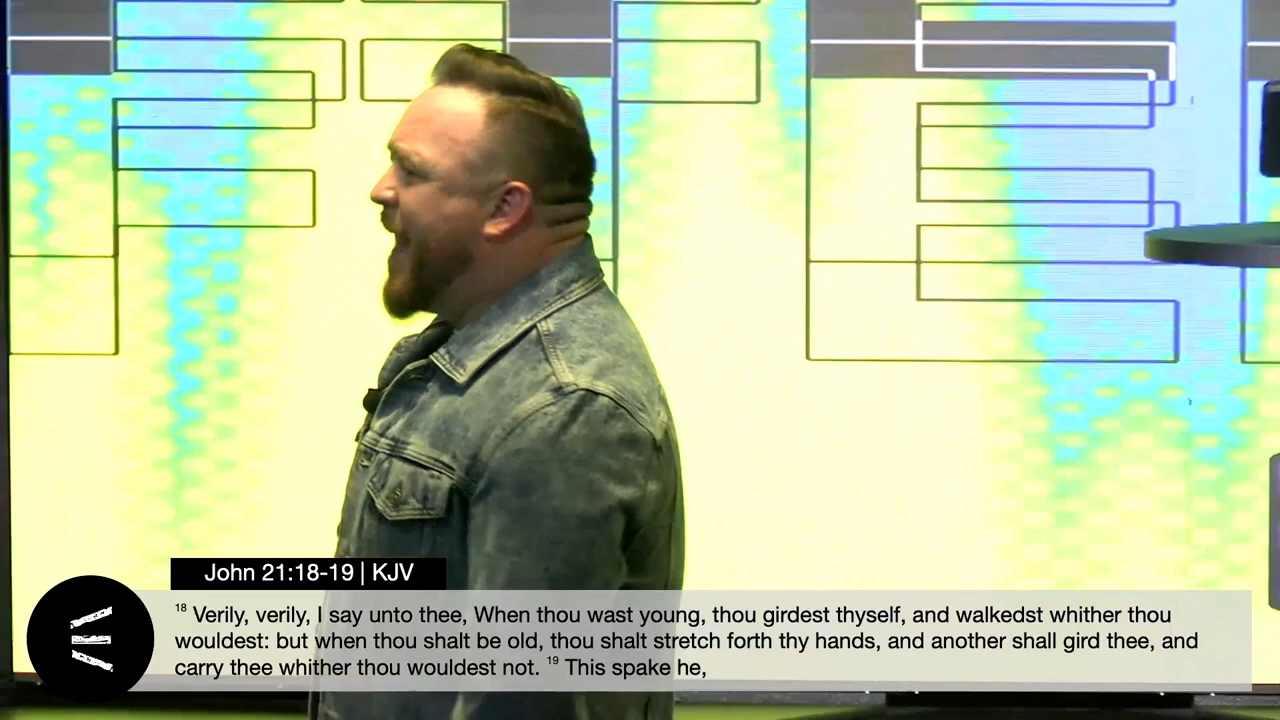 John 21:18-19 | KJV
18 Verily, verily, I say unto thee, When thou wast young, thou girdest thyself, and walkedst whither thou
wouldest: but when thou shalt be old, thou shalt stretch forth thy hands, and another shall gird thee, and
carry thee whither thou wouldest not. 19 This spake he,